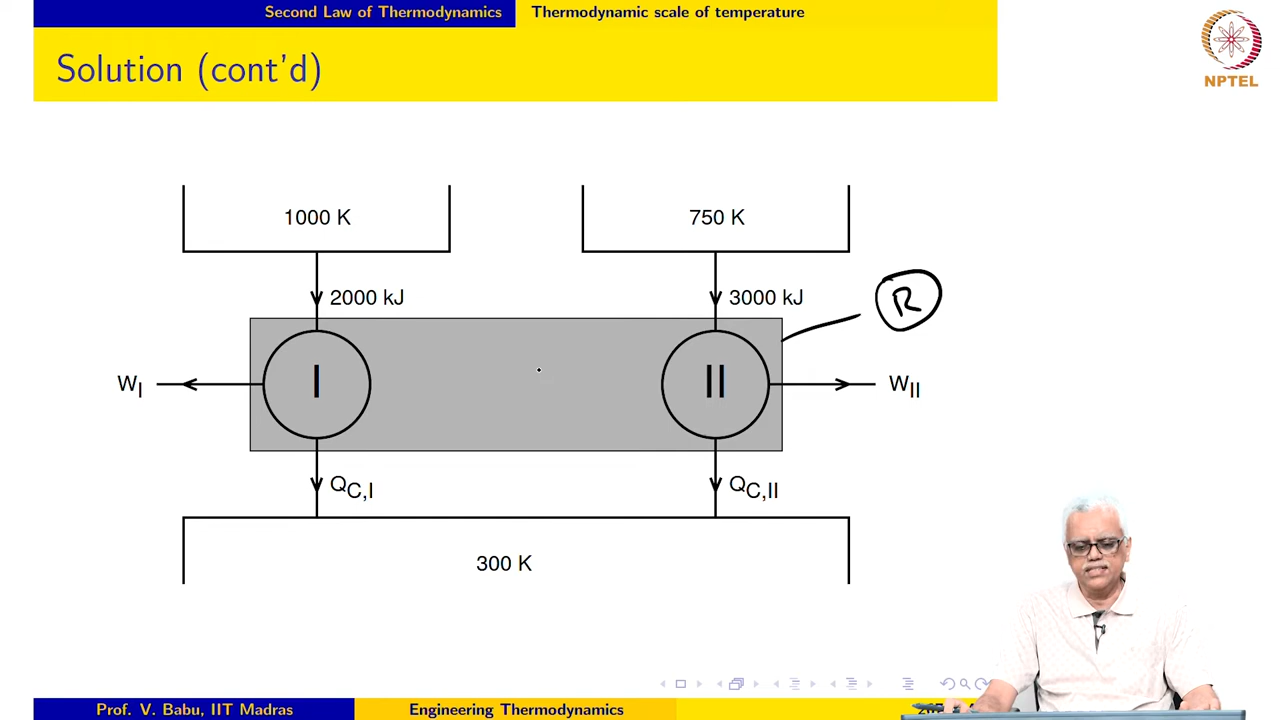 Second Law of Thermodynamics Thermodynamic scale of temperature
Solution (cont'd)
NPTEL
1000 K
750 K
2000 kJ
3000 kJ
R
I
II
W_I
W_II
Q_C,I
Q_C,II
300 K
Prof. V. Babu, IIT Madras
Engineering Thermodynamics